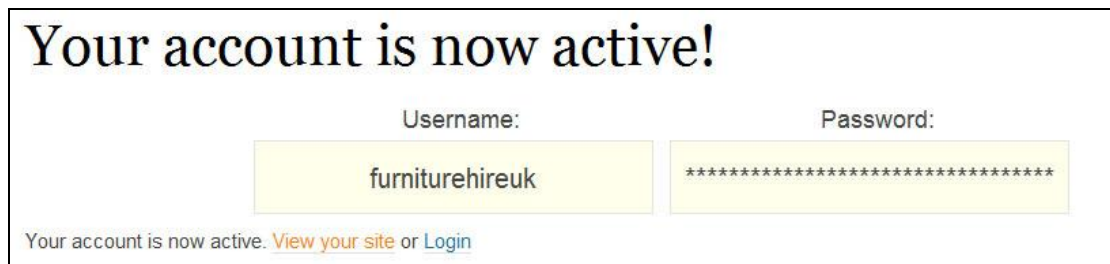 Your account is now active!
Username: Password:
furniturehireuk **********************************
Your account is now active. View your site or Login